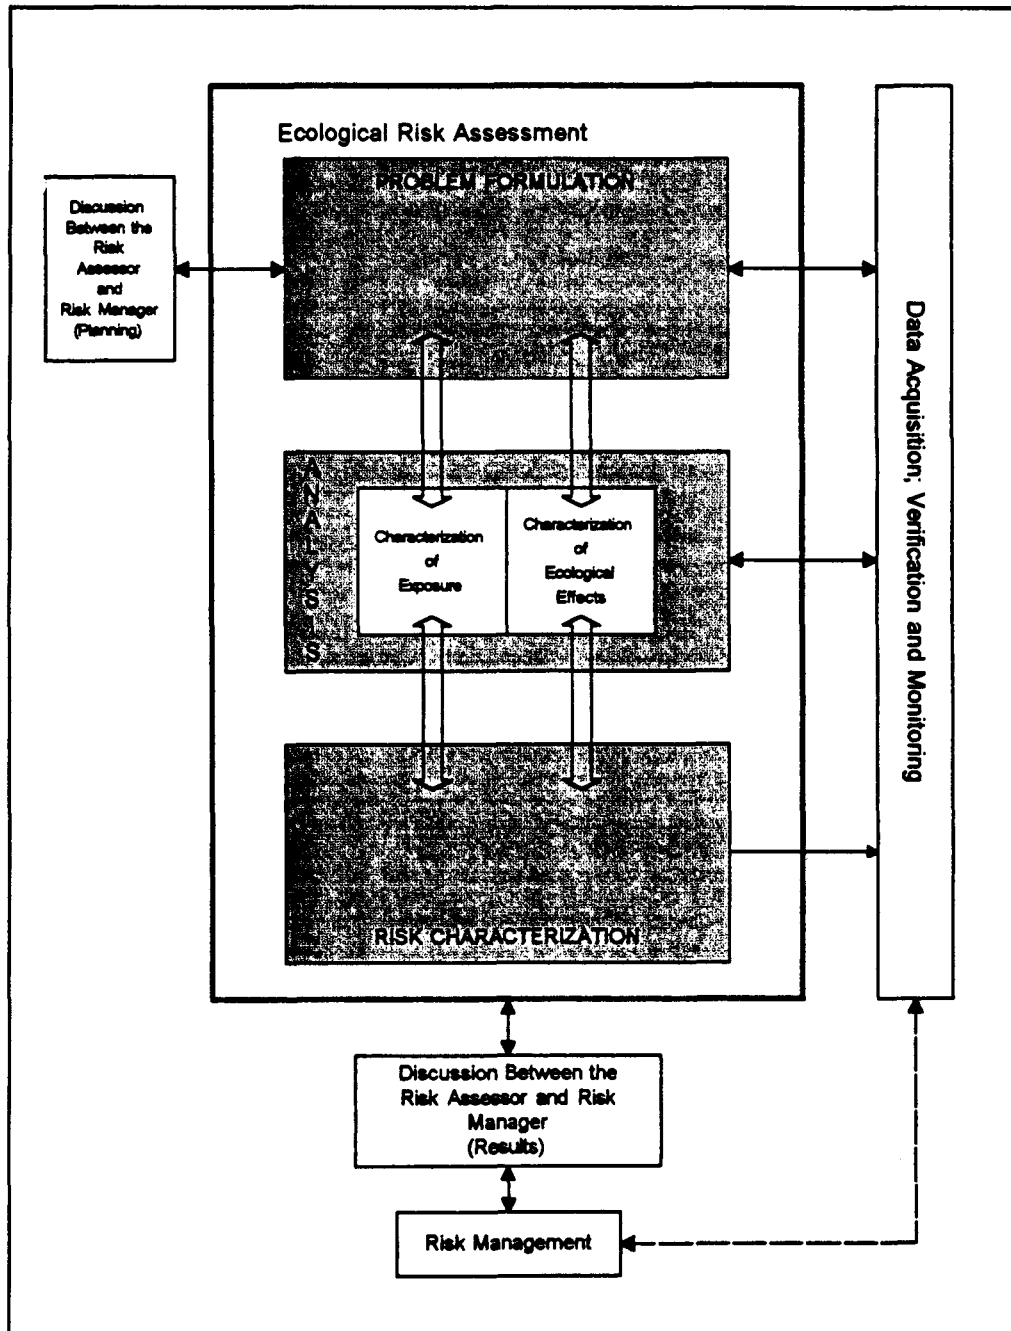 Ecological Risk Assessment
PROBLEM FORMULATION
Discussion
Between the
Risk
Assessor
and
Risk Manager
(Planning)
ANALYSIS
Characterization
of
Exposure
Characterization
of
Ecological
Effects
Data Acquisition; Verification and Monitoring
RISK CHARACTERIZATION
Discussion Between the
Risk Assessor and Risk
Manager
(Results)
Risk Management